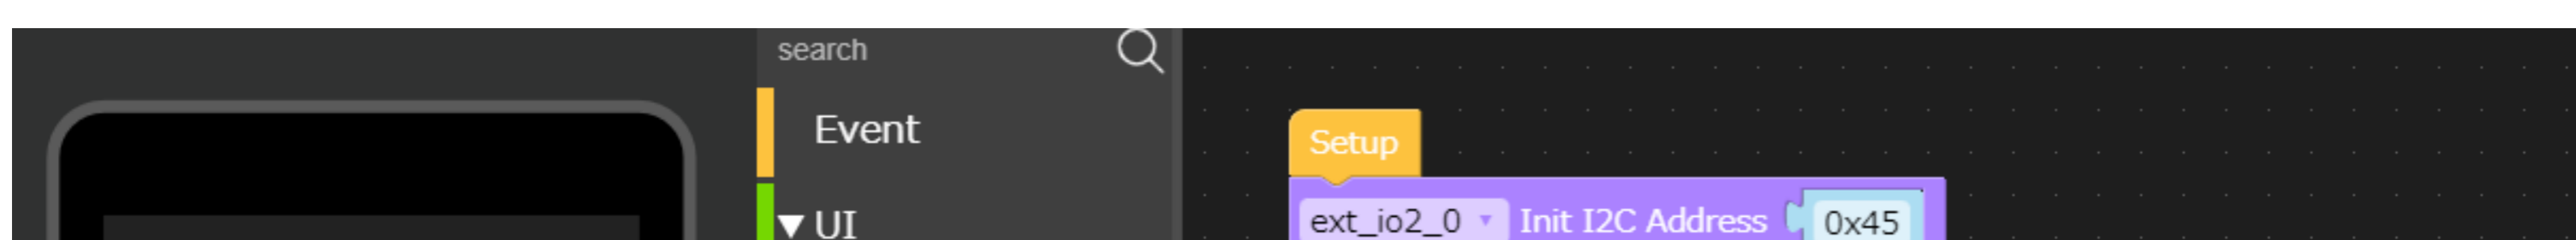 search
Event
UI
Setup
ext_io2_0 Init I2C Address 0x45